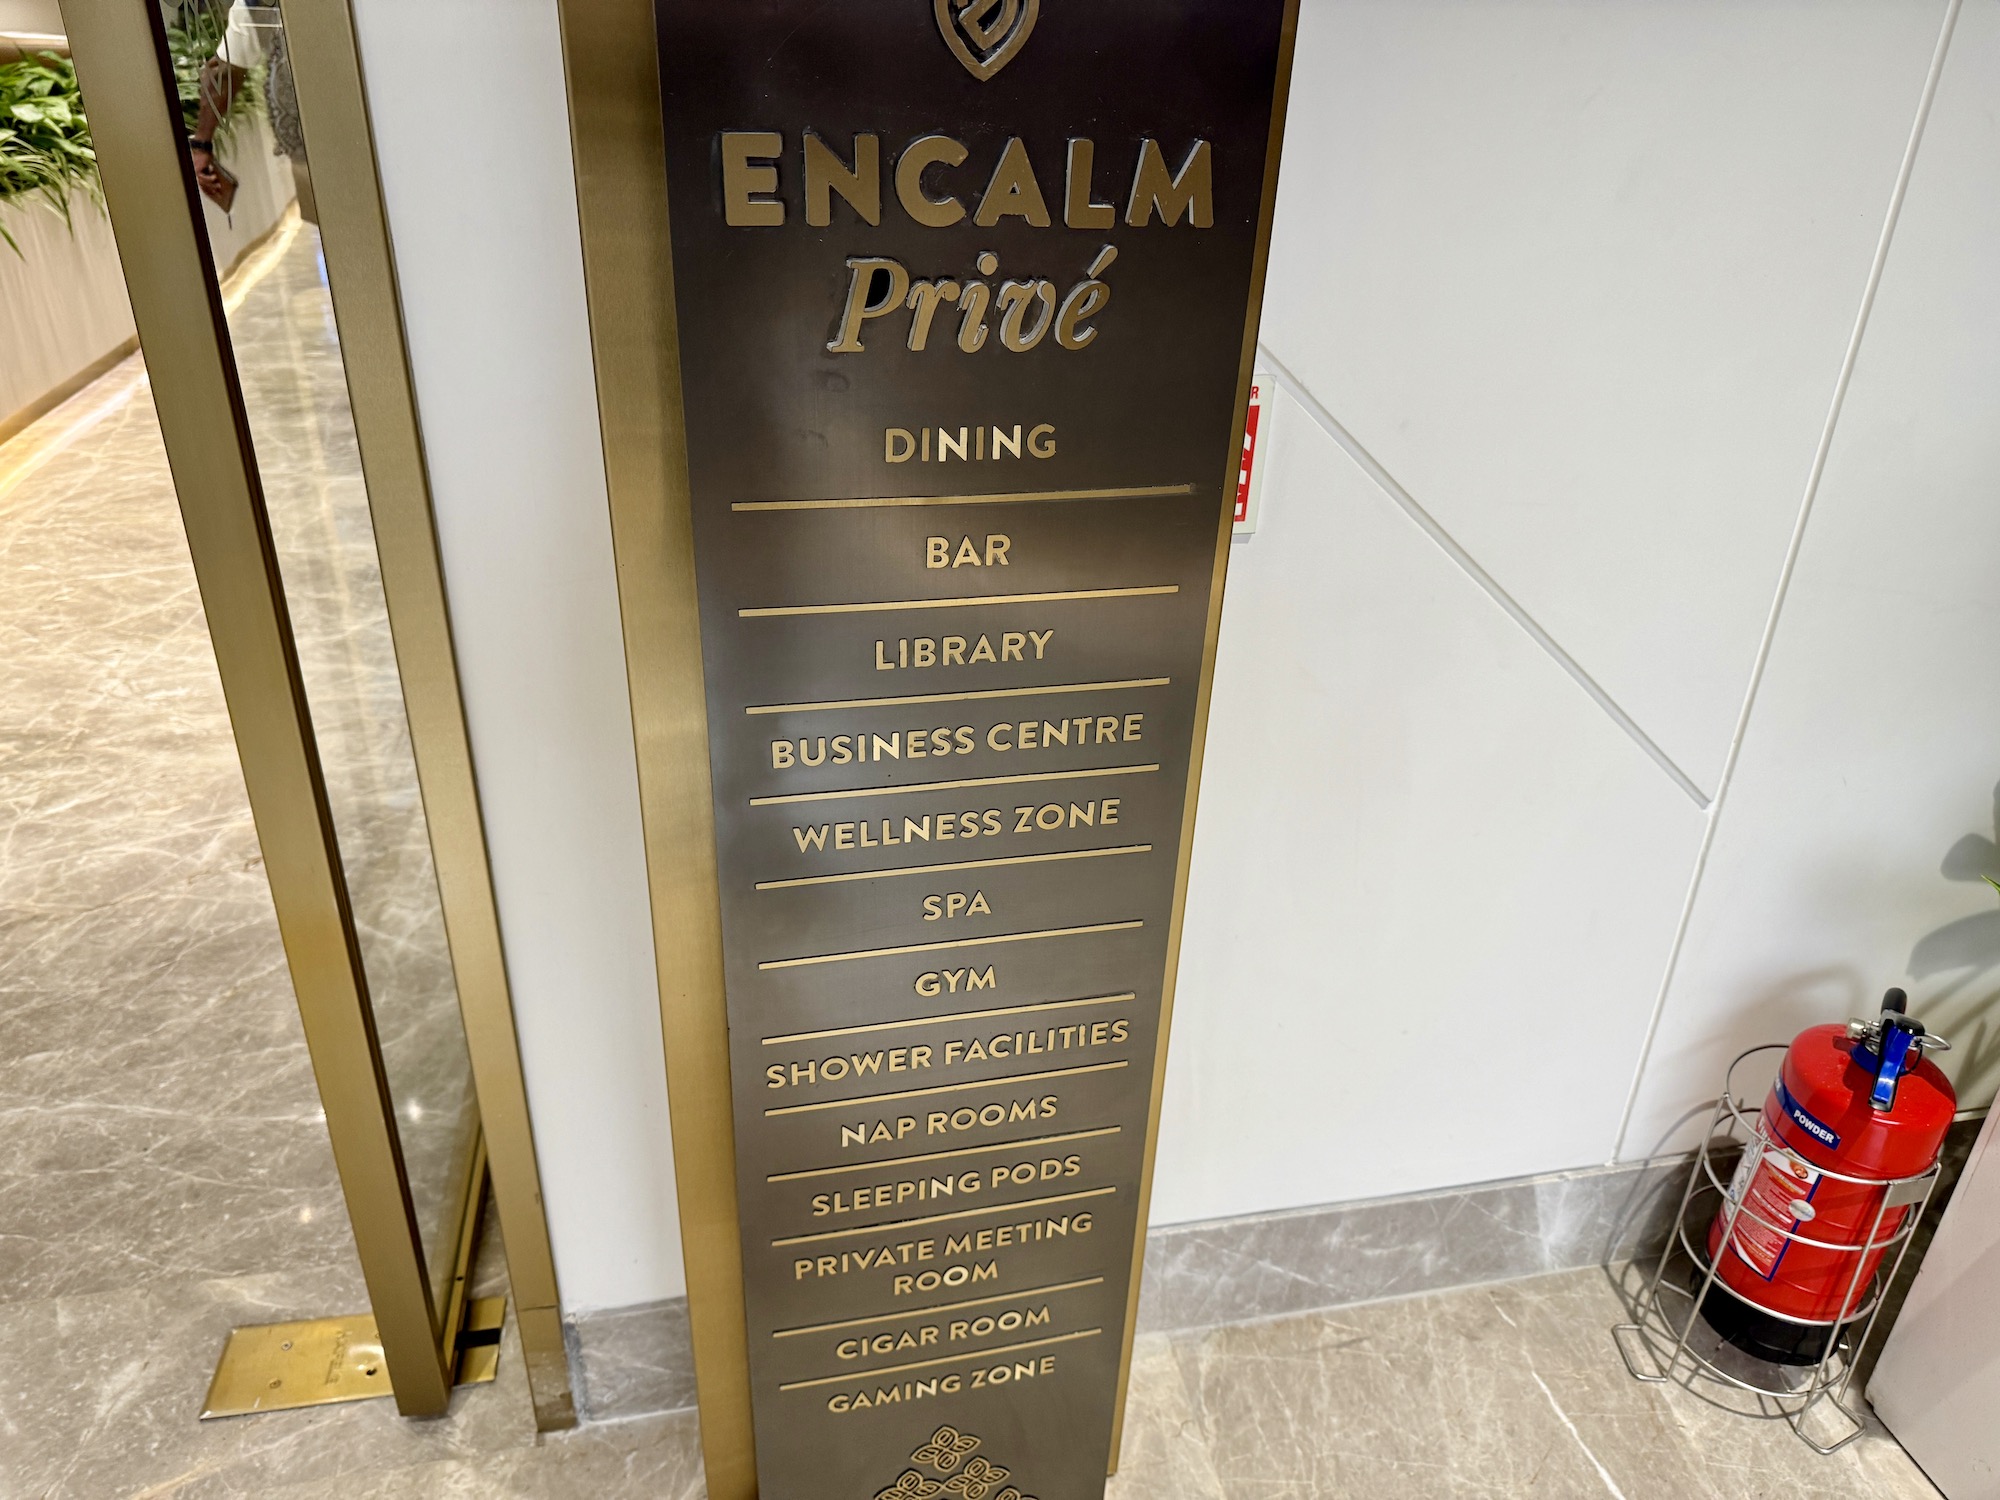 ENCALM
Privé
DINING
BAR
LIBRARY
BUSINESS CENTRE
WELLNESS ZONE
SPA
GYM
SHOWER FACILITIES
NAP ROOMS
SLEEPING PODS
PRIVATE MEETING
ROOM
CIGAR ROOM
GAMING ZONE
POWDER